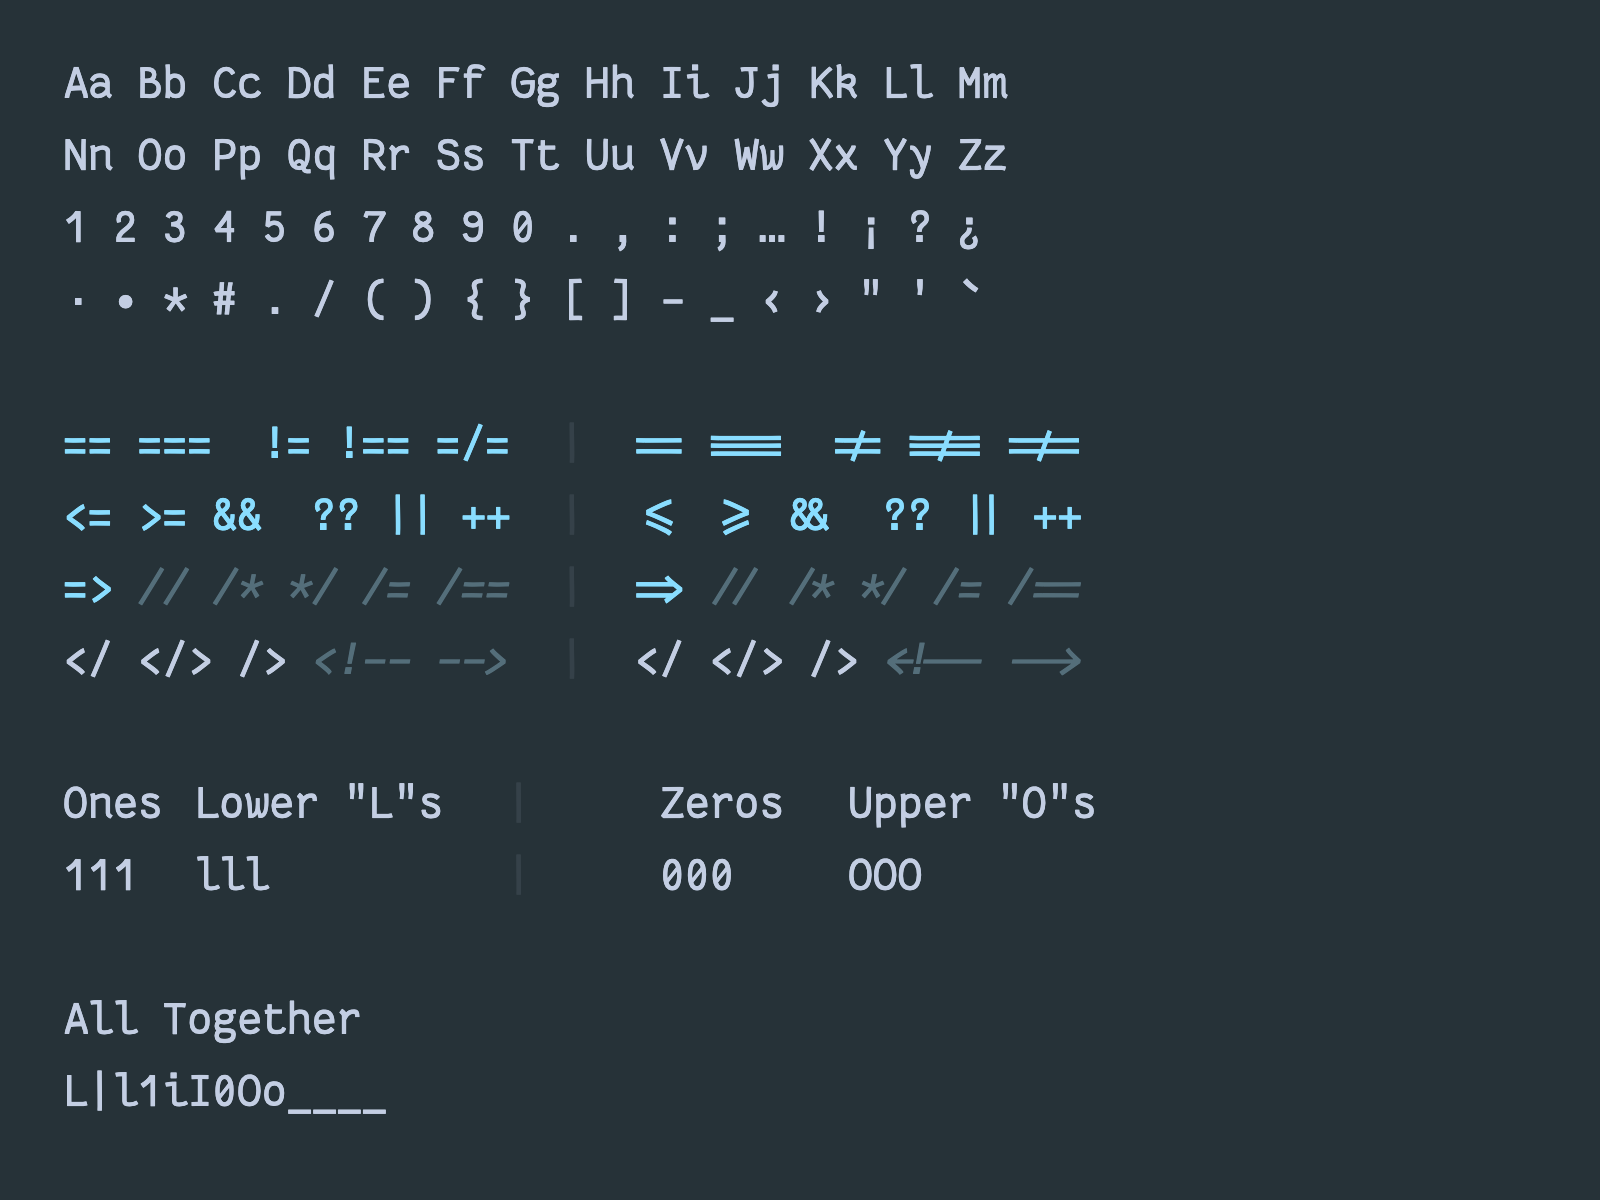 Aa Bb Cc Dd Ee Ff Gg Hh Ii Jj Kk Ll Mm
Nn Oo Pp Qq Rr Ss Tt Uu Vv Ww Xx Yy Zz
1 2 3 4 5 6 7 8 9 0 . , : ; … ! ¡ ? ¿
· • * # . / ( ) { } [ ] - _ ‹ › " ' `
== === != !== =/= | == === != !== =/=
<= >= && ?? || ++ | <= >= && ?? || ++
=> // /* */ /= /== | => // /* */ /= /==
</ </> /> <!-- --> | </ </> /> <!-- -->
Ones Lower "L"s | Zeros Upper "O"s
111 lll | 000 OOO
All Together
L|l1iI0Oo____